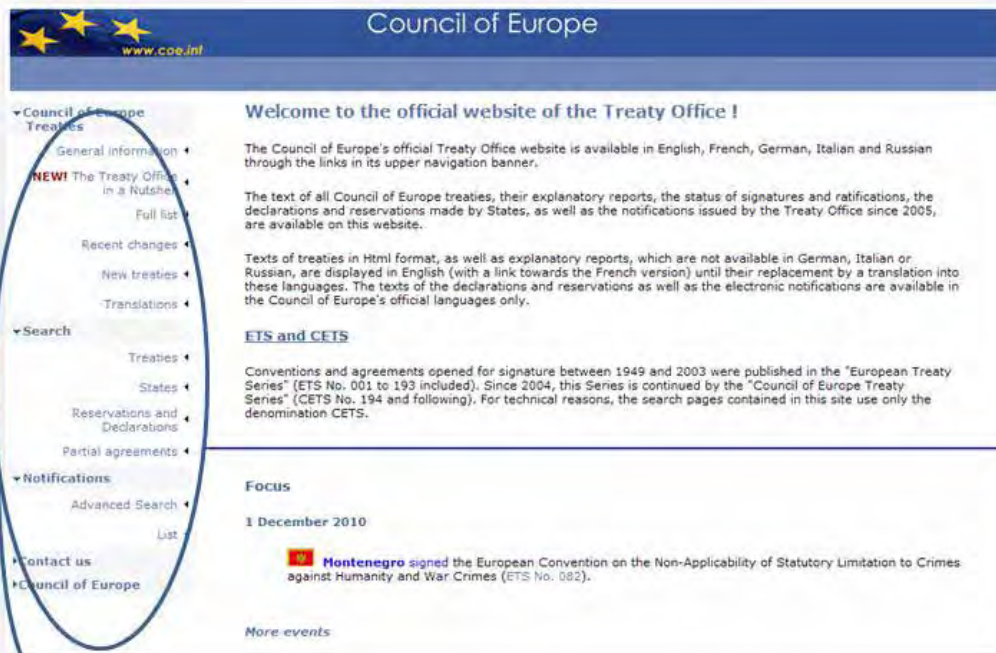 www.coe.int
Council of Europe
Council of Europe
Treaties
General information
NEW! The Treaty Office
in a Nutshell
Full list
Recent changes
New treaties
Translations
Search
Treaties
States
Reservations and
Declarations
Partial agreements
Notifications
Advanced Search
List
Contact us
Council of Europe
Welcome to the official website of the Treaty Office !
The Council of Europe's official Treaty Office website is available in English, French, German, Italian and Russian
through the links in its upper navigation banner.
The text of all Council of Europe treaties, their explanatory reports, the status of signatures and ratifications, the
declarations and reservations made by States, as well as the notifications issued by the Treaty Office since 2005,
are available on this website.
Texts of treaties in Html format, as well as explanatory reports, which are not available in German, Italian or
Russian, are displayed in English (with a link towards the French version) until their replacement by a translation into
these languages. The texts of the declarations and reservations as well as the electronic notifications are available in
the Council of Europe's official languages only.
ETS and CETS
Conventions and agreements opened for signature between 1949 and 2003 were published in the "European Treaty
Series" (ETS No. 001 to 193 included). Since 2004, this Series is continued by the "Council of Europe Treaty
Series" (CETS No. 194 and following). For technical reasons, the search pages contained in this site use only the
denomination CETS.
Focus
1 December 2010
Montenegro signed the European Convention on the Non-Applicability of Statutory Limitation to Crimes
against Humanity and War Crimes (ETS No. 082).
More events